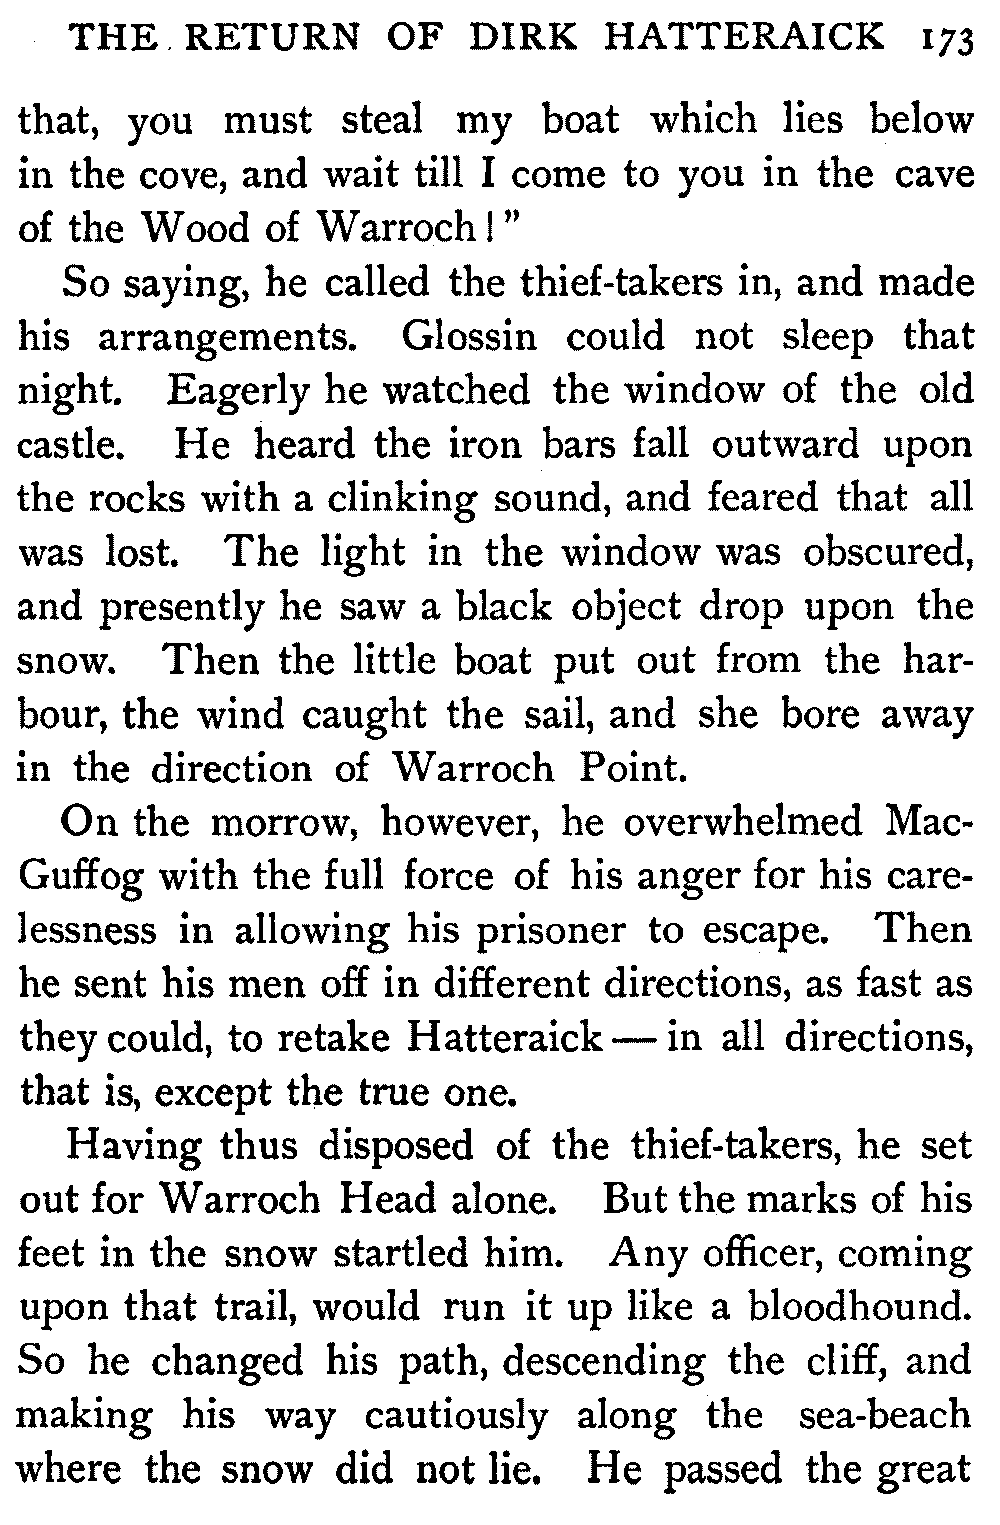 THE RETURN OF DIRK HATTERAICK 173
that, you must steal my boat which lies below
in the cove, and wait till I come to you in the cave
of the Wood of Warroch!"
So saying, he called the thief-takers in, and made
his arrangements. Glossin could not sleep that
night. Eagerly he watched the window of the old
castle. He heard the iron bars fall outward upon
the rocks with a clinking sound, and feared that all
was lost. The light in the window was obscured,
and presently he saw a black object drop upon the
snow. Then the little boat put out from the har-
bour, the wind caught the sail, and she bore away
in the direction of Warroch Point.
On the morrow, however, he overwhelmed Mac-
Guffog with the full force of his anger for his care-
lessness in allowing his prisoner to escape. Then
he sent his men off in different directions, as fast as
they could, to retake Hatteraick — in all directions,
that is, except the true one.
Having thus disposed of the thief-takers, he set
out for Warroch Head alone. But the marks of his
feet in the snow startled him. Any officer, coming
upon that trail, would run it up like a bloodhound.
So he changed his path, descending the cliff, and
making his way cautiously along the sea-beach
where the snow did not lie. He passed the great